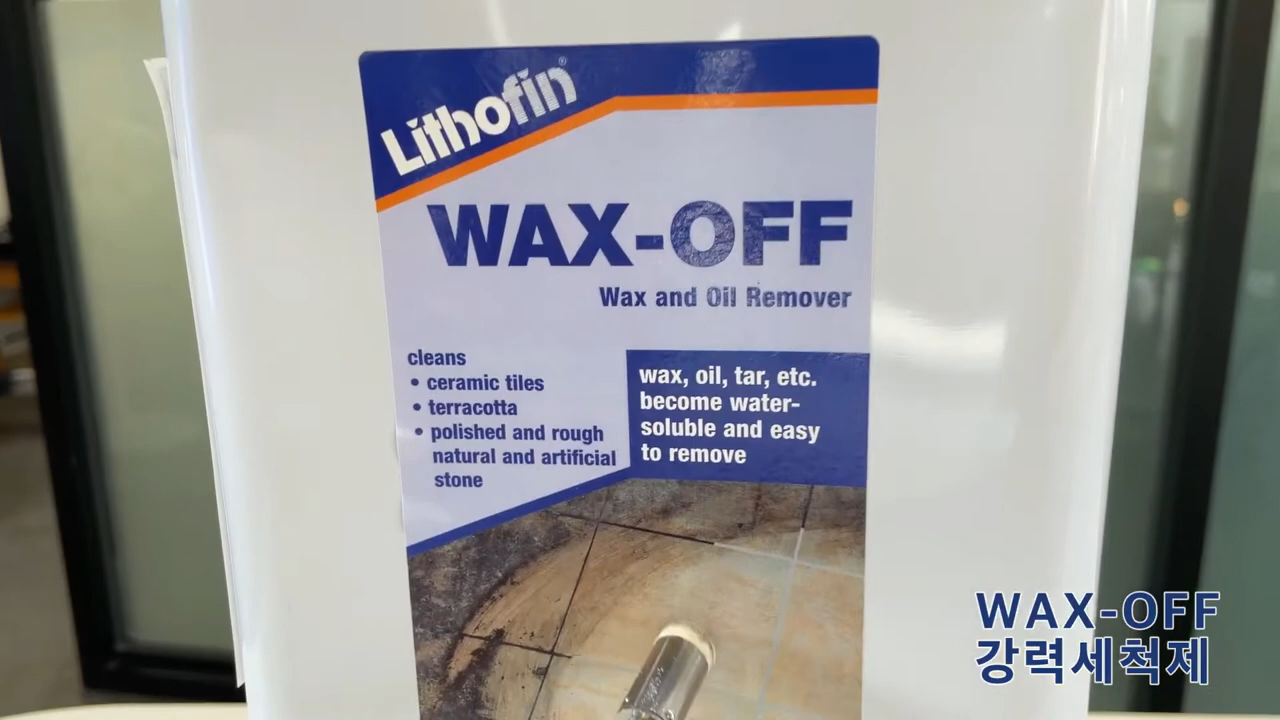 Lithofin®
WAX-OFF
Wax and Oil Remover
cleans
• ceramic tiles
• terracotta
• polished and rough
natural and artificial
stone
wax, oil, tar, etc.
become water-
soluble and easy
to remove
WAX-OFF
강력세척제